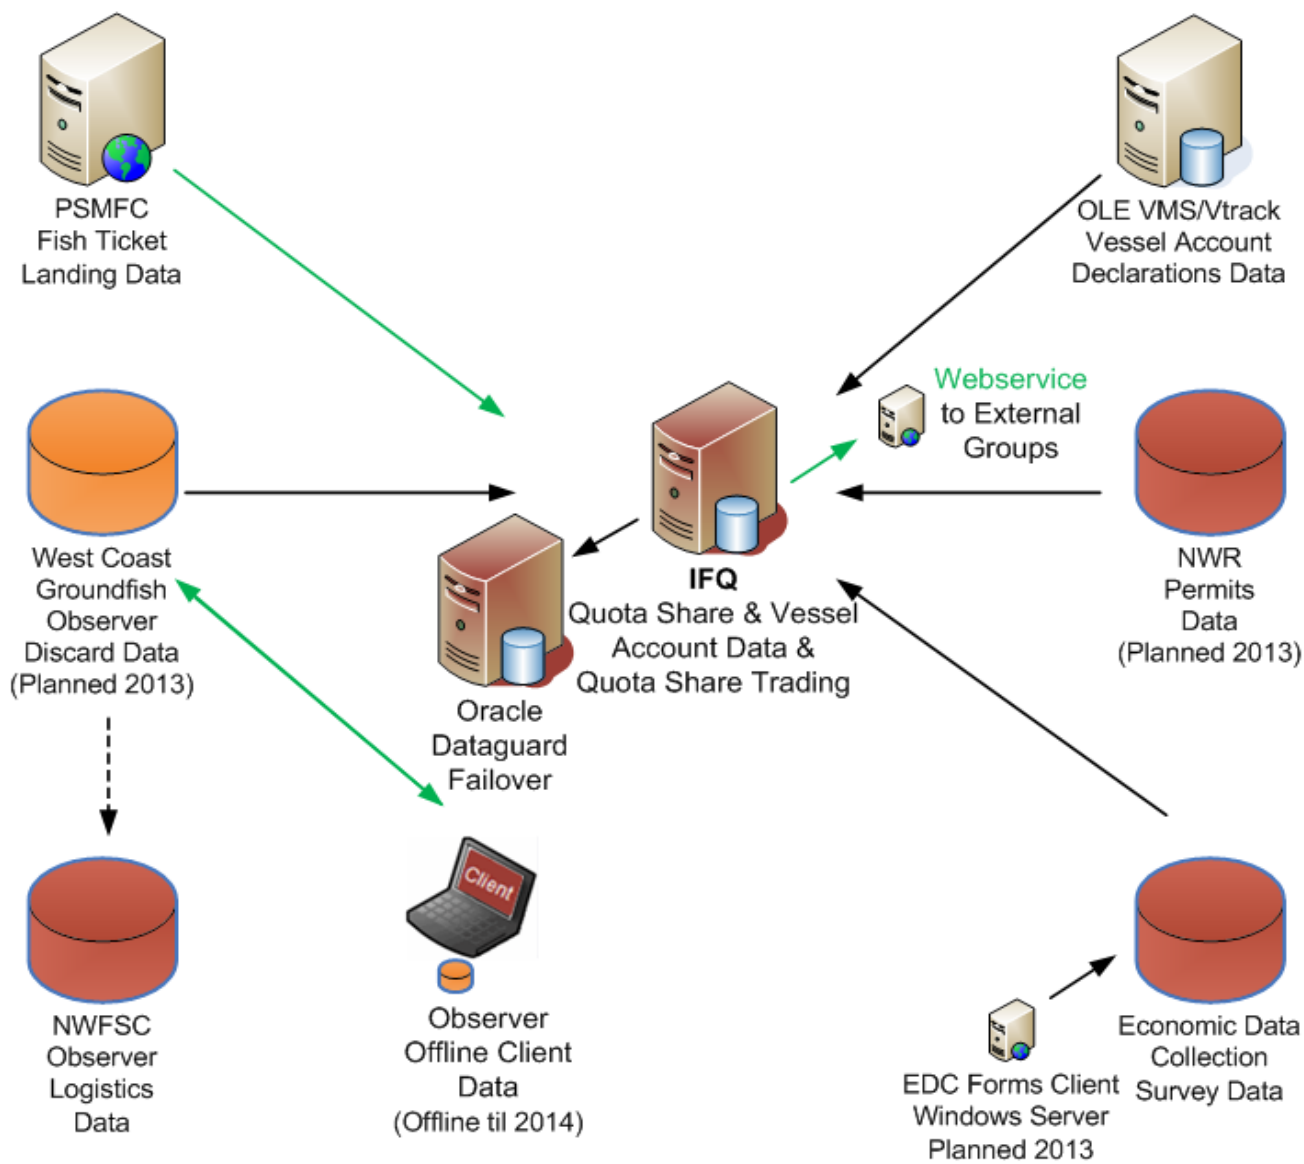 PSMFC
Fish Ticket
Landing Data
OLE VMS/Vtrack
Vessel Account
Declarations Data
Webservice
to External
Groups
West Coast
Groundfish
Observer
Discard Data
(Planned 2013)
IFQ
Quota Share & Vessel
Account Data &
Quota Share Trading
NWR
Permits
Data
(Planned 2013)
Oracle
Dataguard
Failover
Client
NWFSC
Observer
Logistics
Data
Observer
Offline Client
Data
(Offline til 2014)
EDC Forms Client
Windows Server
Planned 2013
Economic Data
Collection
Survey Data